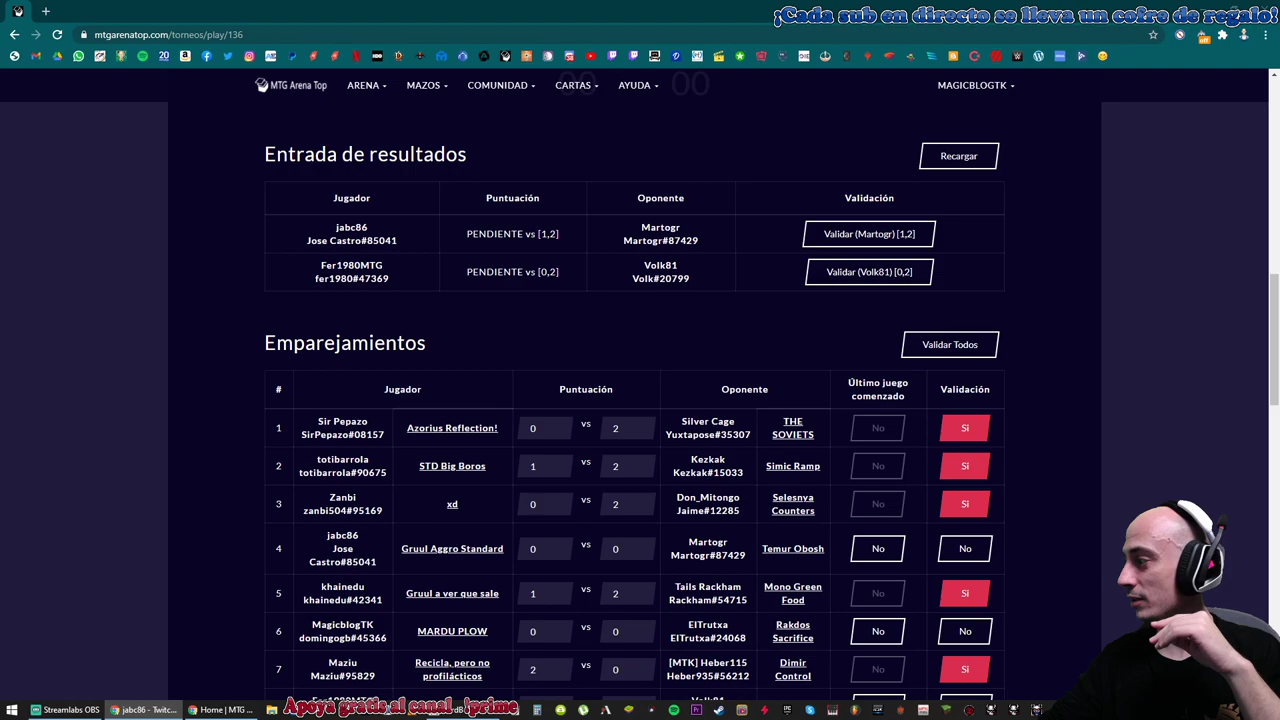 ¡Cada sub en directo se lleva un cofre de regalo!
mtgarenatop.com/torneos/play/136
MTG Arena Top
ARENA
MAZOS
COMUNIDAD
CARTAS
AYUDA
00
00
MAGICBLOGTK
Entrada de resultados
Recargar
Jugador Puntuación Oponente Validación
jabc86
Jose Castro#85041
PENDIENTE vs [1,2]
Martogr
Martogr#87429
Validar (Martogr) [1,2]
Fer1980MTG
fer1980#47369
PENDIENTE vs [0,2]
Volk81
Volk#20799
Validar (Volk81) [0,2]
Emparejamientos
Validar Todos
# Jugador Puntuación Oponente
Último juego
comenzado
Validación
1
Sir Pepazo
SirPepazo#08157
Azorius Reflection!
0 vs 2
Silver Cage
Yuxtapose#35307
THE
SOVIETS
No
Si
2
totibarrola
totibarrola#90675
STD Big Boros
1 vs 2
Kezkak
Kezkak#15033
Simic Ramp
No
Si
3
Zanbi
zanbi504#95169
xd
0 vs 2
Don_Mitongo
Jaime#12285
Selesnya
Counters
No
Si
4
jabc86
Jose
Castro#85041
Gruul Aggro Standard
0 vs 0
Martogr
Martogr#87429
Temur Obosh
No
No
5
khainedu
khainedu#42341
Gruul a ver que sale
1 vs 2
Tails Rackham
Rackham#54715
Mono Green
Food
No
Si
6
MagicblogTK
domingogb#45366
MARDU PLOW
0 vs 0
ElTrutxa
ElTrutxa#24068
Rakdos
Sacrifice
No
No
7
Maziu
Maziu#95829
Recicla, pero no
profilácticos
2 vs 0
[MTK] Heber115
Heber935#56212
Dimir
Control
No
Si
Apoya gratis al canal !prime
Streamlabs OBS
jabc86 - Twitc...
Home | MTG ...